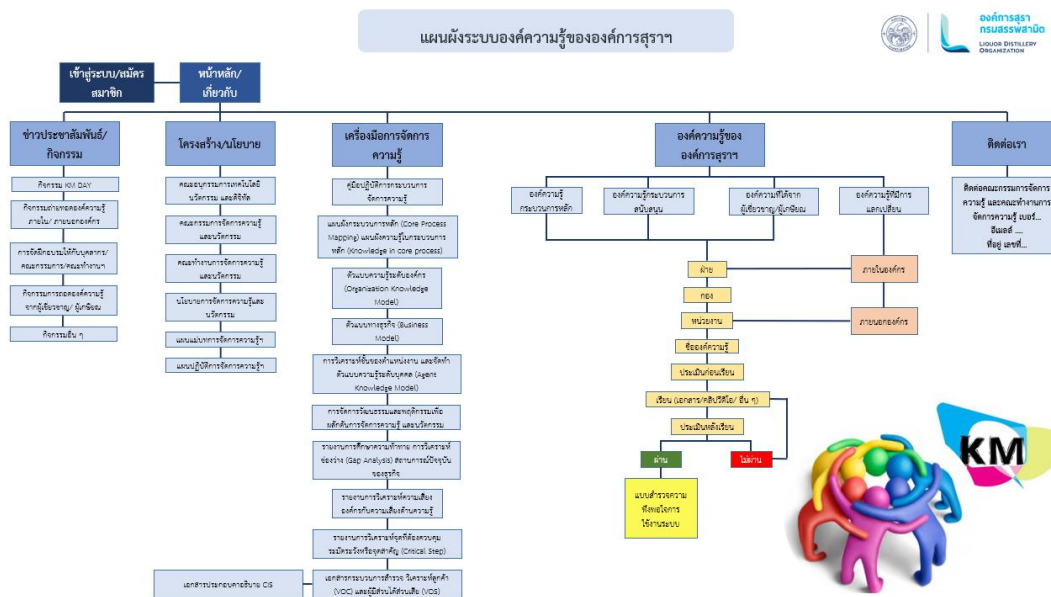 แผนผังระบบองค์ความรู้ขององค์การสุราฯ
องค์การสุรา
กรมสรรพสามิต
LIQUOR DISTILLERY
ORGANIZATION
เข้าสู่ระบบ/สมัคร
สมาชิก
หน้าหลัก/
เกี่ยวกับ
ข่าวประชาสัมพันธ์/
กิจกรรม
กิจกรรม KM DAY
กิจกรรมถ่ายทอดองค์ความรู้
ภายใน/ ภายนอกองค์กร
การจัดฝึกอบรมให้กับบุคลากร/
คณะกรรมการ/คณะทำงานฯ
กิจกรรมการถอดองค์ความรู้
จากผู้เชี่ยวชาญ/ ผู้เกษียณ
กิจกรรมอื่น ๆ
โครงสร้าง/นโยบาย
คณะอนุกรรมการเทคโนโลยี
นวัตกรรม และดิจิทัล
คณะกรรมการจัดการความรู้
และนวัตกรรม
คณะทำงานการจัดการความรู้
และนวัตกรรม
นโยบายการจัดการความรู้และ
นวัตกรรม
แผนแม่บทการจัดการความรู้ฯ
แผนปฏิบัติการจัดการความรู้ฯ
เครื่องมือการจัดการ
ความรู้
คู่มือปฏิบัติการกระบวนการ
จัดการความรู้
แผนผังกระบวนการหลัก (Core Process
Mapping) แผนผังความรู้ในกระบวนการ
หลัก (Knowledge in core process)
ตัวแบบความรู้ระดับองค์กร
(Organization Knowledge
Model)
ตัวแบบทางธุรกิจ (Business
Model)
การวิเคราะห์ชั้นของตำแหน่งงาน และจัดทำ
ตัวแบบความรู้ระดับบุคคล (Agent
Knowledge Model)
การจัดการวัฒนธรรมและพฤติกรรมเพื่อ
ผลักดันการจัดการความรู้ และนวัตกรรม
รายงานการศึกษาความท้าทาย การวิเคราะห์
ช่องว่าง (Gap Analysis) สถานการณ์ปัจจุบัน
ของธุรกิจ
รายงานการวิเคราะห์ความเสี่ยง
องค์กรกับความเสี่ยงด้านความรู้
รายงานการวิเคราะห์จุดที่ต้องควบคุม
ระมัดระวังหรือจุดสำคัญ (Critical Step)
เอกสารกระบวนการสำรวจ วิเคราะห์ลูกค้า
(VOC) และผู้มีส่วนได้ส่วนเสีย (VOS)
เอกสารประกอบคำอธิบาย CIS
องค์ความรู้ของ
องค์การสุราฯ
องค์ความรู้
กระบวนการหลัก
องค์ความรู้กระบวนการ
สนับสนุน
องค์ความที่ได้จาก
ผู้เชี่ยวชาญ/ผู้เกษียณ
องค์ความรู้ที่มีการ
แลกเปลี่ยน
ฝ่าย
กอง
หน่วยงาน
ชื่อองค์ความรู้
ประเมินก่อนเรียน
เรียน (เอกสาร/คลิปวีดีโอ/ อื่น ๆ)
ประเมินหลังเรียน
ผ่าน
ไม่ผ่าน
แบบสำรวจความ
พึงพอใจการ
ใช้งานระบบ
ภายในองค์กร
ภายนอกองค์กร
ติดต่อเรา
ติดต่อคณะกรรมการจัดการ
ความรู้ และคณะทำงานการ
จัดการความรู้ เบอร์...
อีเมลล์ ....
ที่อยู่ เลขที่...
KM